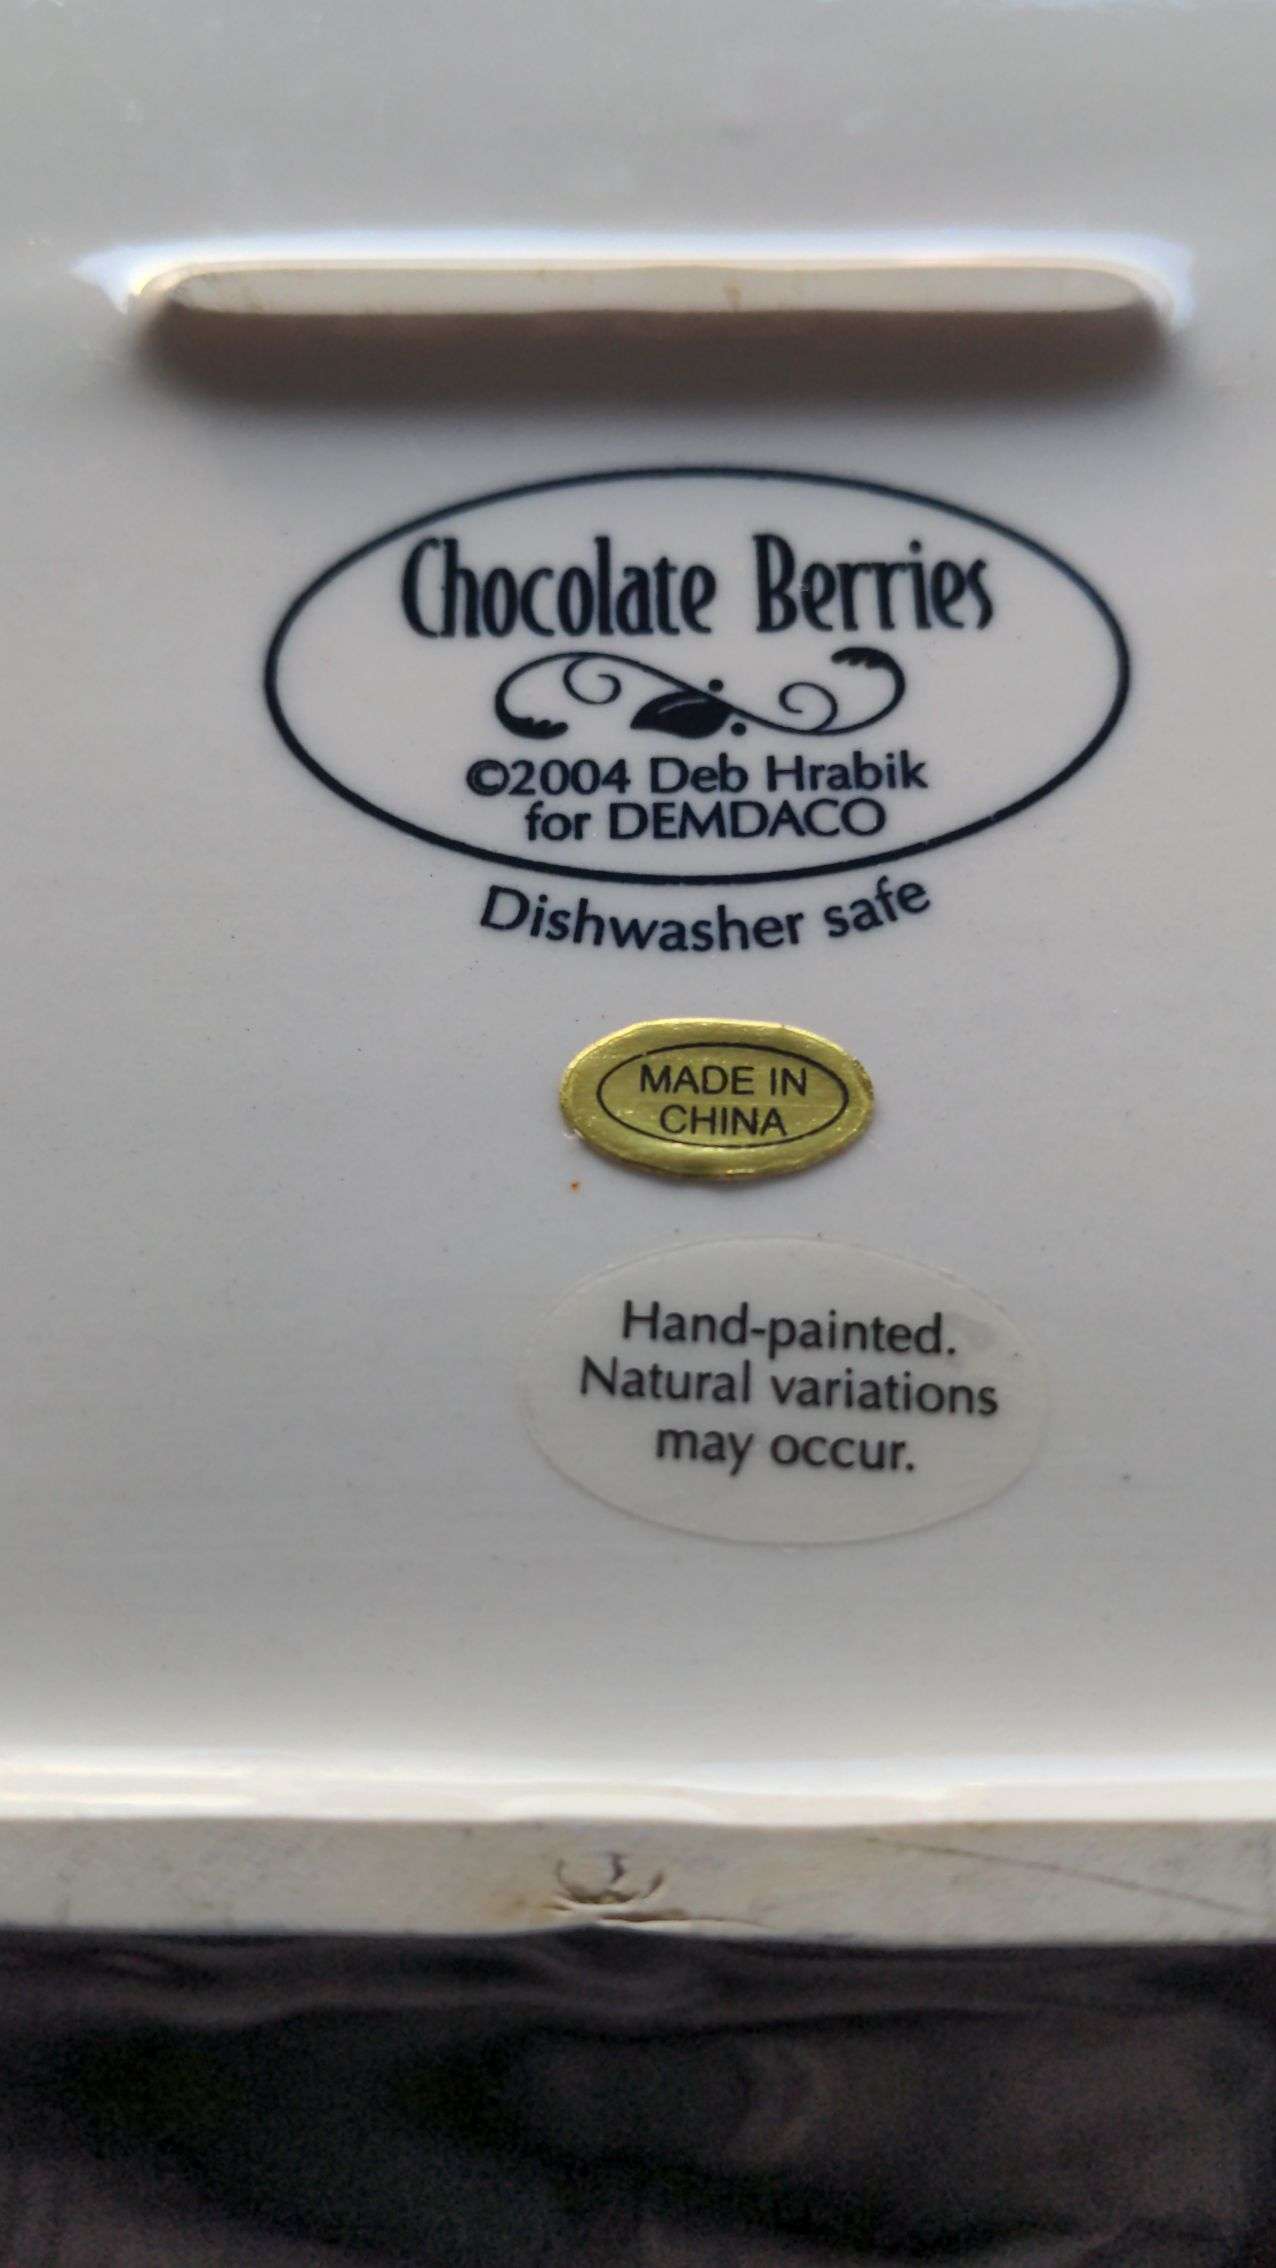 Chocolate Berries
©2004 Deb Hrabik
for DEMDACO
Dishwasher safe
MADE IN
CHINA
Hand-painted.
Natural variations
may occur.